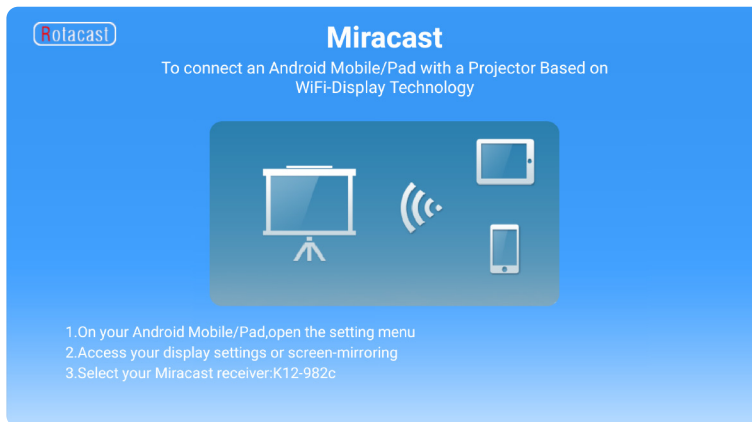 Rotacast
Miracast
To connect an Android Mobile/Pad with a Projector Based on
WiFi-Display Technology
1.On your Android Mobile/Pad,open the setting menu
2.Access your display settings or screen-mirroring
3.Select your Miracast receiver:K12-982c